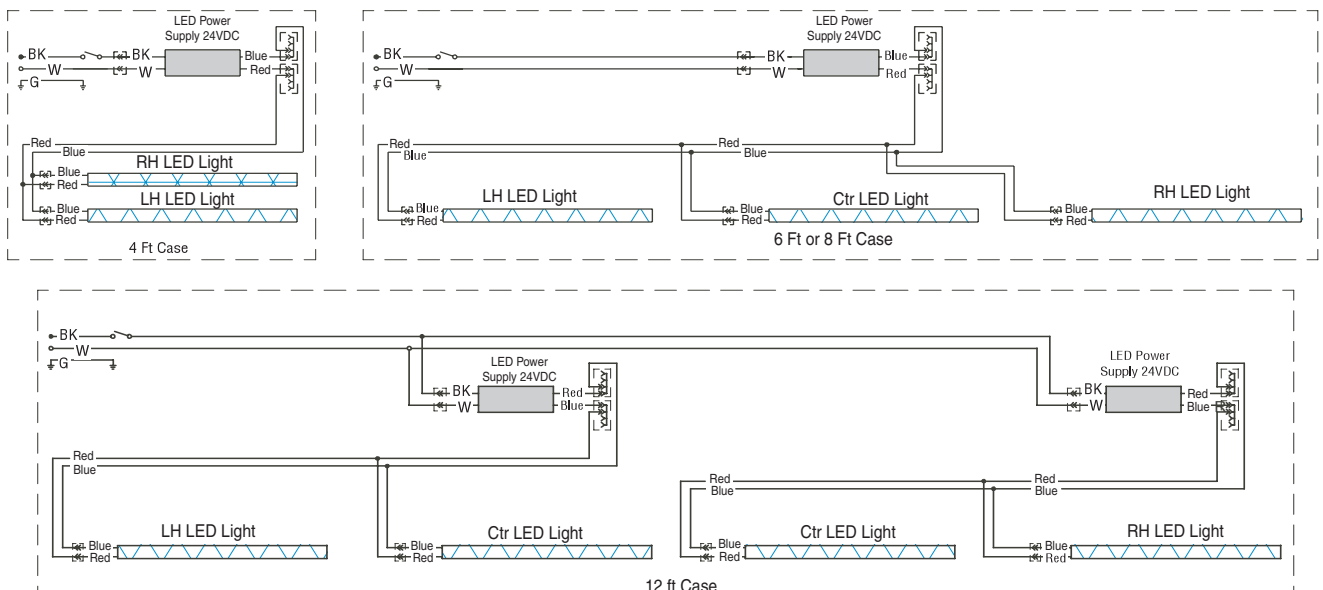 LED Power
Supply 24VDC
BK
BK
Blue
W
W
Red
G
Red
Blue
RH LED Light
Blue
Red
LH LED Light
Blue
Red
4 Ft Case
LED Power
Supply 24VDC
BK
BK
Blue
W
W
Red
G
Red
Red
Blue
Blue
LH LED Light
Ctr LED Light
RH LED Light
Blue
Blue
Blue
Red
Red
Red
6 Ft or 8 Ft Case
BK
W
G
LED Power
Supply 24VDC
BK
Red
W
Blue
LED Power
Supply 24VDC
BK
Red
W
Blue
Red
Blue
Red
Red
Blue
Blue
LH LED Light
Ctr LED Light
Ctr LED Light
RH LED Light
Blue
Blue
Blue
Blue
Red
Red
Red
Red
12 ft Case